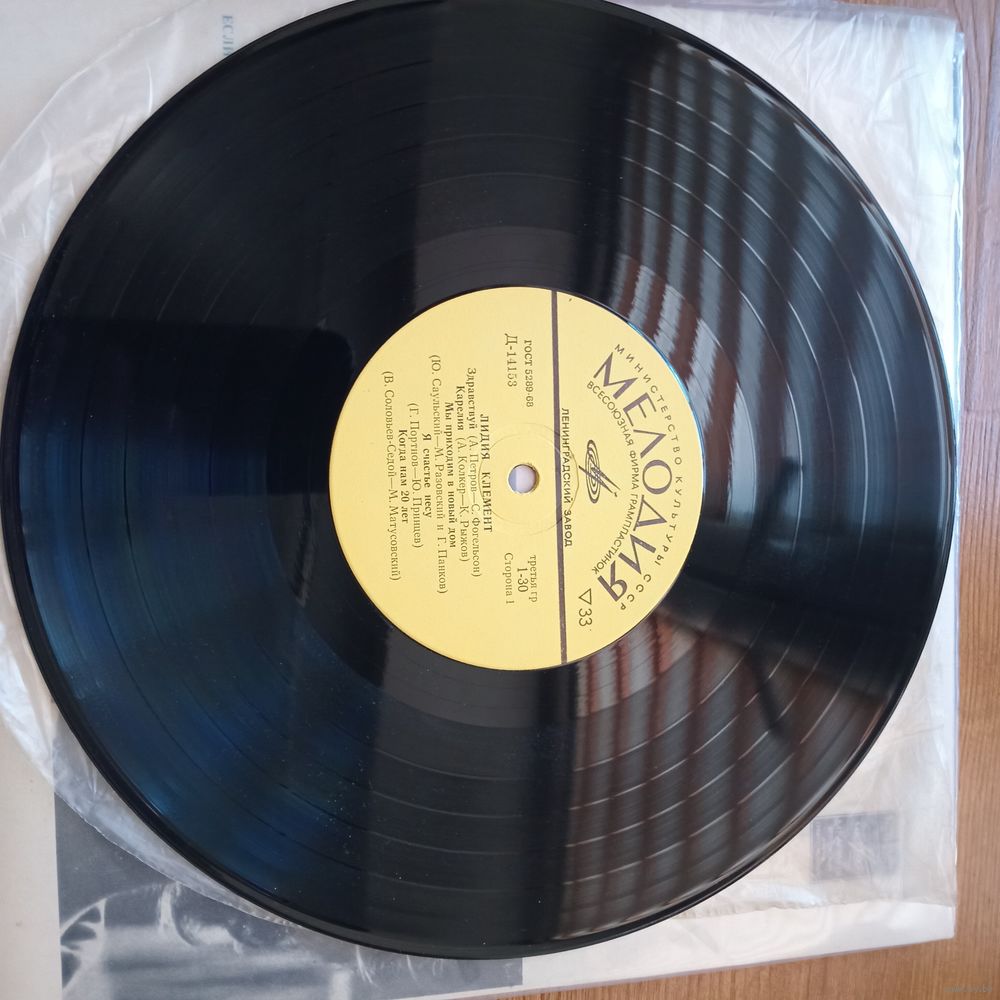 МИНИСТЕРСТВО КУЛЬТУРЫ СССР
МЕЛОДИЯ
ВСЕСОЮЗНАЯ ФИРМА ГРАМПЛАСТИНОК
33
ЛЕНИНГРАДСКИЙ ЗАВОД
ГОСТ 5289-68
Д-14153
третья гр
1-30
Сторона 1
ЛИДИЯ КЛЕМЕНТ
Здравствуй (А. Петров—С. Фогельсон)
Карелия (А. Колкер—К. Рыжов)
Мы приходим в новый дом
(Ю. Саульский—М. Разовский и Г. Панков)
Я счастье несу
(Г. Портнов—Ю. Принцев)
Когда нам 20 лет
(В. Соловьев-Седой—М. Матусовский)